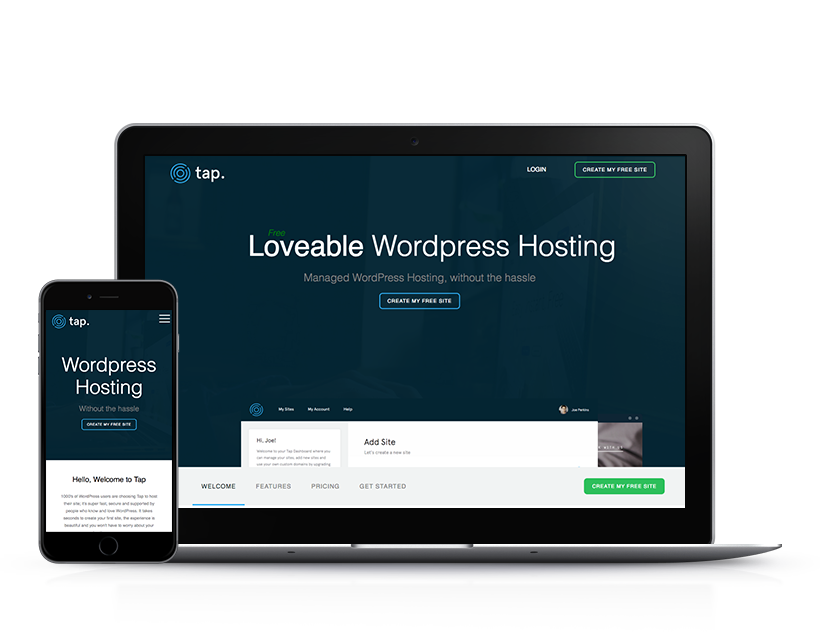 tap.
LOGIN
CREATE MY FREE SITE
Free
Loveable Wordpress Hosting
Managed WordPress Hosting, without the hassle
CREATE MY FREE SITE
My Sites
My Account
Help
Joe Perkins
Hi, Joe!
Welcome to your Tap Dashboard where you
can manage your sites, add new sites and
use your own custom domains by upgrading
Add Site
Let's create a new site
WITH IT
WELCOME
FEATURES
PRICING
GET STARTED
CREATE MY FREE SITE
tap.
Wordpress
Hosting
Without the hassle
CREATE MY FREE SITE
Hello, Welcome to Tap
1000's of WordPress users are choosing Tap to host
their site; it's super fast, secure and supported by
people who know and love WordPress. It takes
seconds to create your first site, the experience is
beautiful and you won't have to worry about your